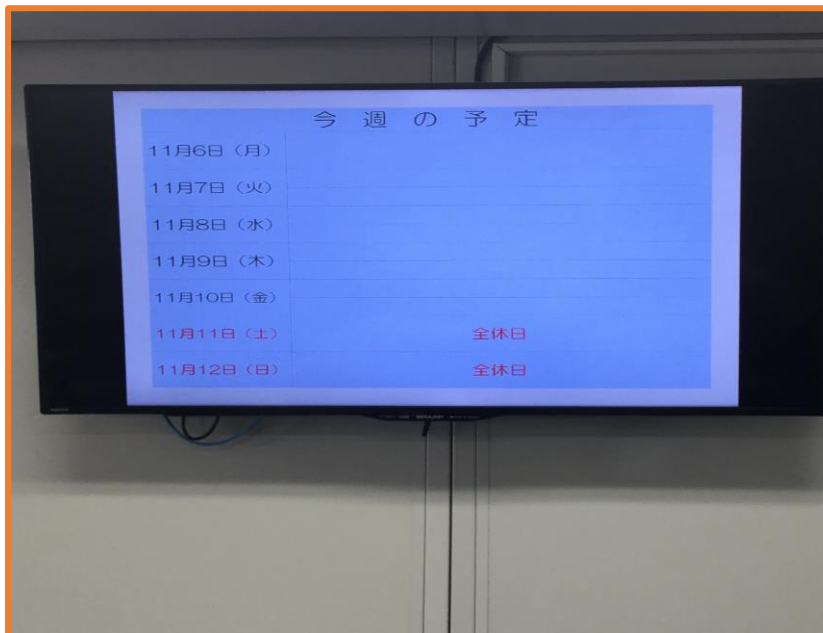 今週の予定
11月6日（月）
11月7日（火）
11月8日（水）
11月9日（木）
11月10日（金）
11月11日（土） 全休日
11月12日（日） 全休日